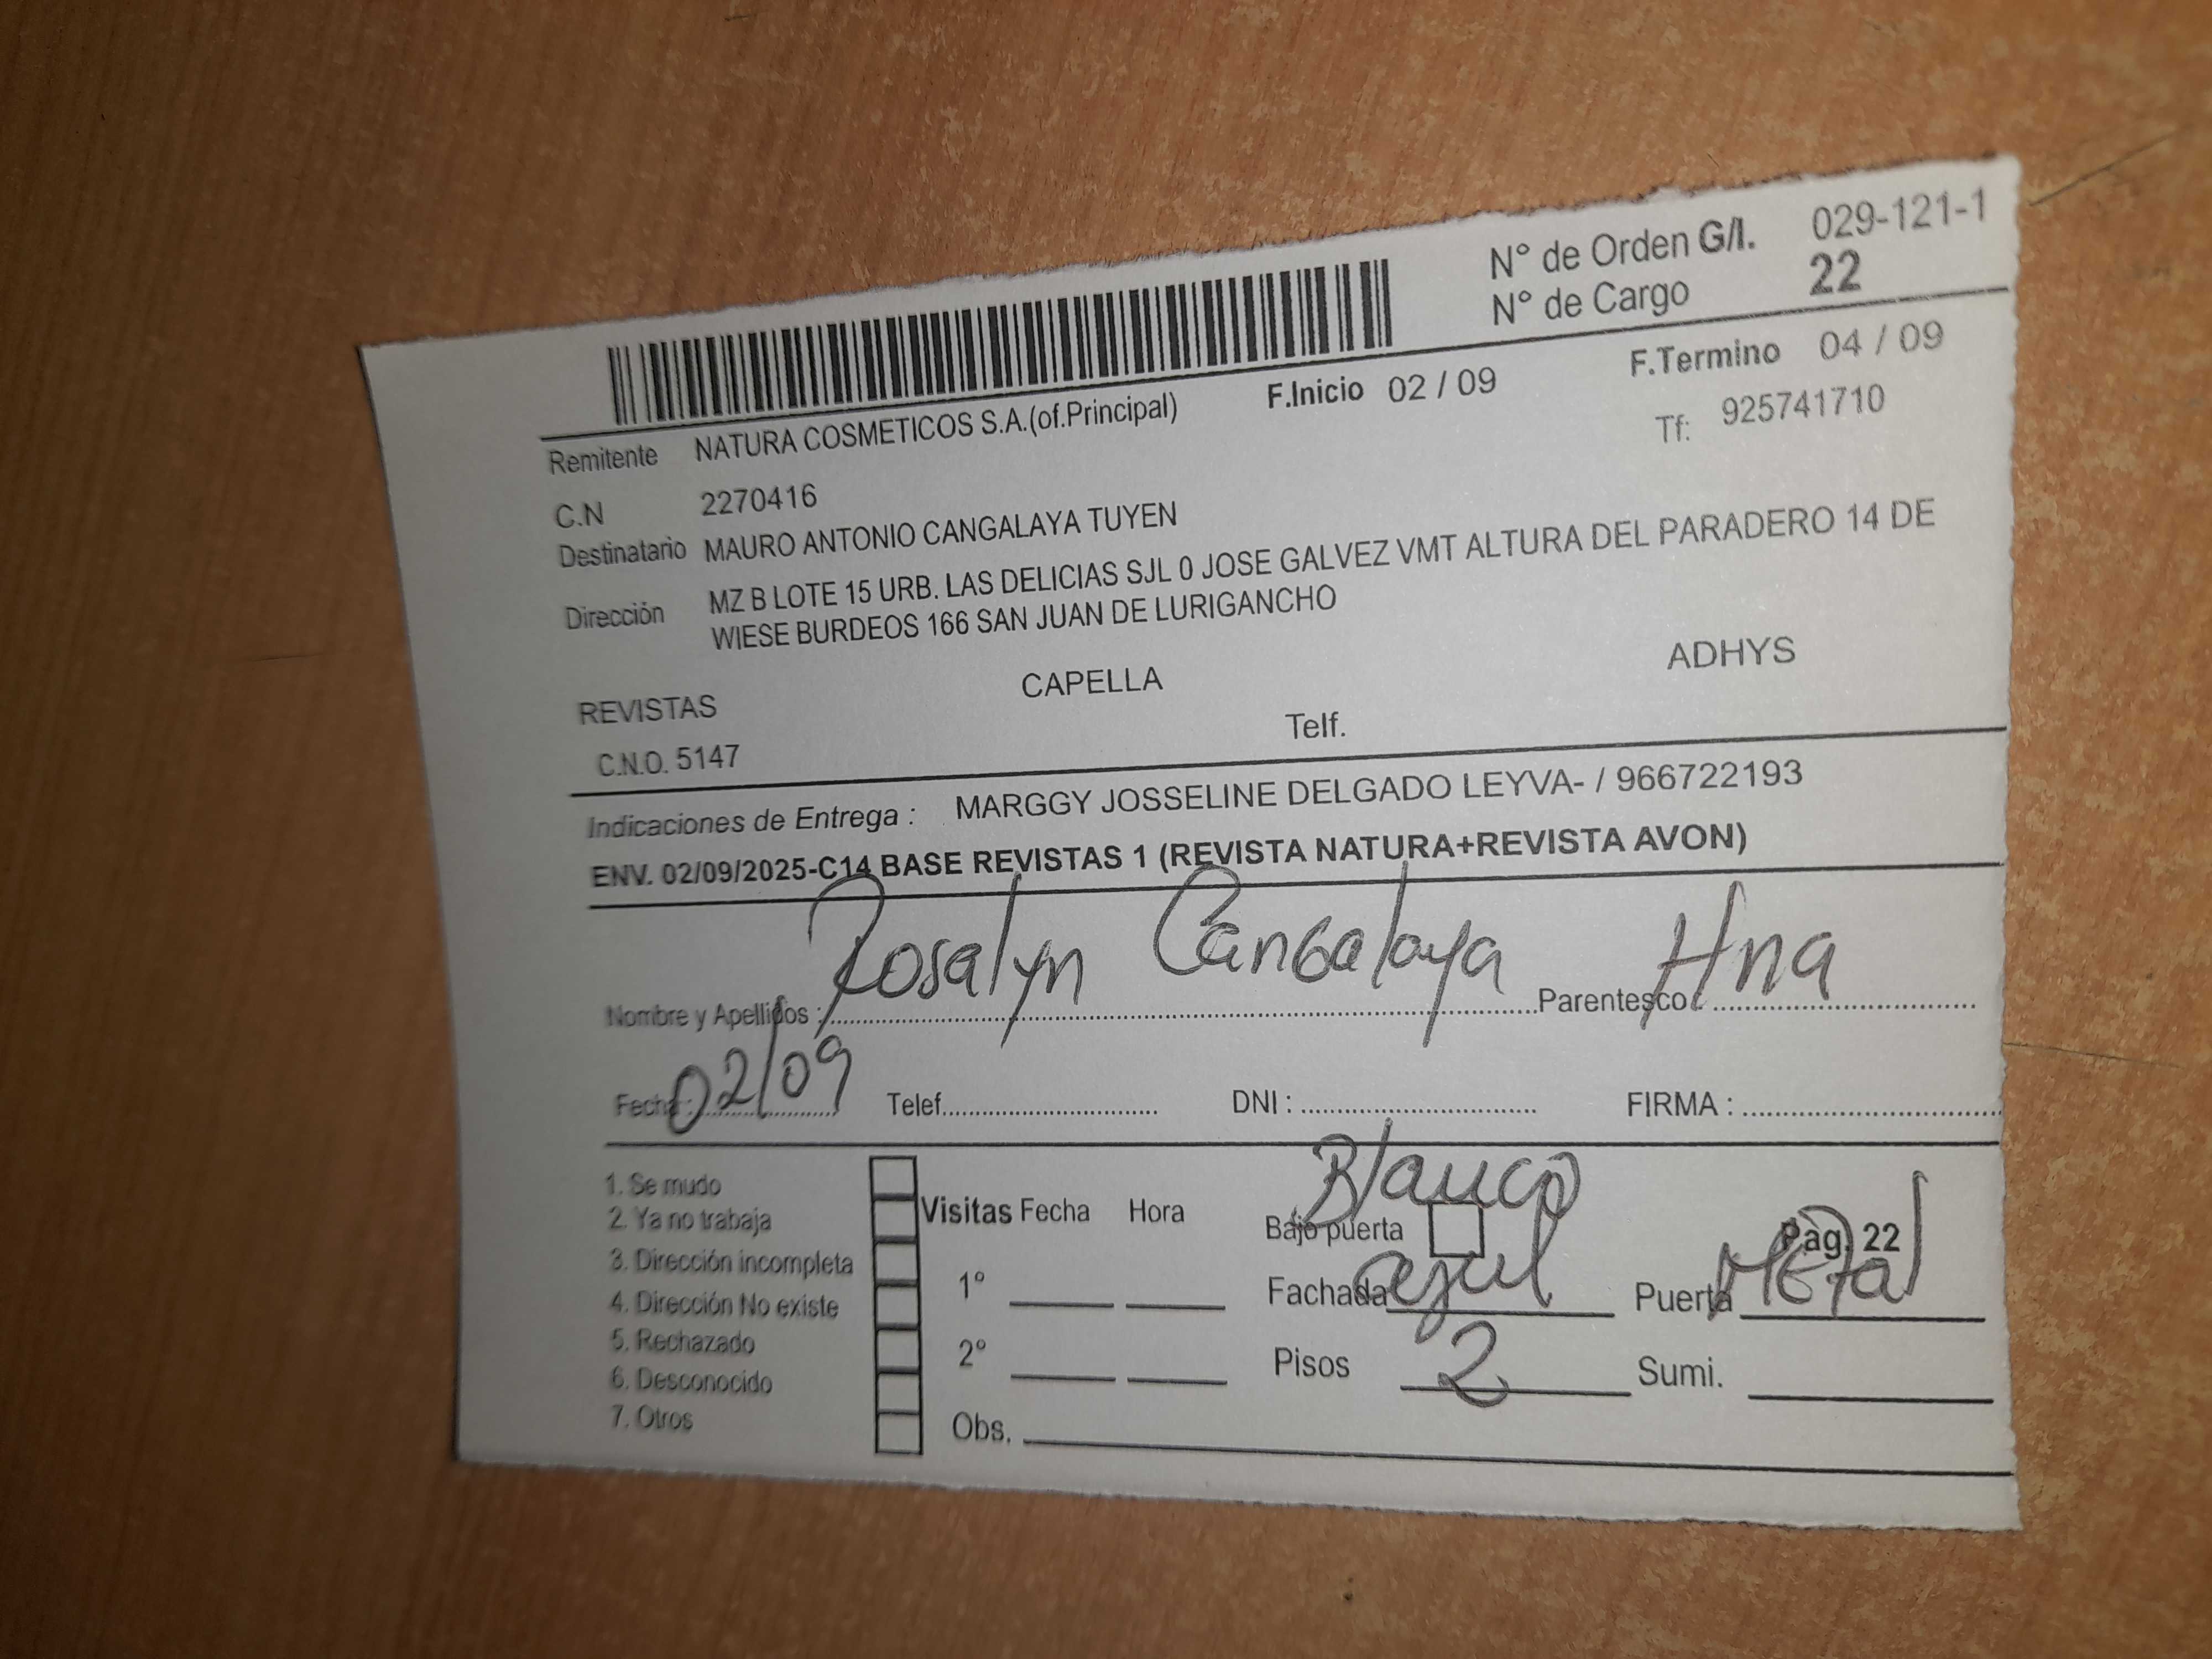 N° de Orden G/I. 029-121-1
N° de Cargo 22
F.Inicio 02 / 09 F.Termino 04 / 09
Remitente NATURA COSMETICOS S.A.(of.Principal) Tf: 925741710
C.N 2270416
Destinatario MAURO ANTONIO CANGALAYA TUYEN
Dirección MZ B LOTE 15 URB. LAS DELICIAS SJL 0 JOSE GALVEZ VMT ALTURA DEL PARADERO 14 DE
WIESE BURDEOS 166 SAN JUAN DE LURIGANCHO
REVISTAS CAPELLA ADHYS
C.N.O. 5147 Telf.
Indicaciones de Entrega : MARGGY JOSSELINE DELGADO LEYVA- / 966722193
ENV. 02/09/2025-C14 BASE REVISTAS 1 (REVISTA NATURA+REVISTA AVON)
Nombre y Apellidos : Rosalyn Cangalaya Parentesco : Hna
Fecha : 02/09 Telef. DNI : FIRMA :
1. Se mudo
2. Ya no trabaja
3. Dirección incompleta
4. Dirección No existe
5. Rechazado
6. Desconocido
7. Otros
Visitas Fecha Hora
1°
2°
Obs.
Blanco
Bajo puerta Pàg. 22
Fachada azul Puerta Metal
Pisos 2 Sumi.